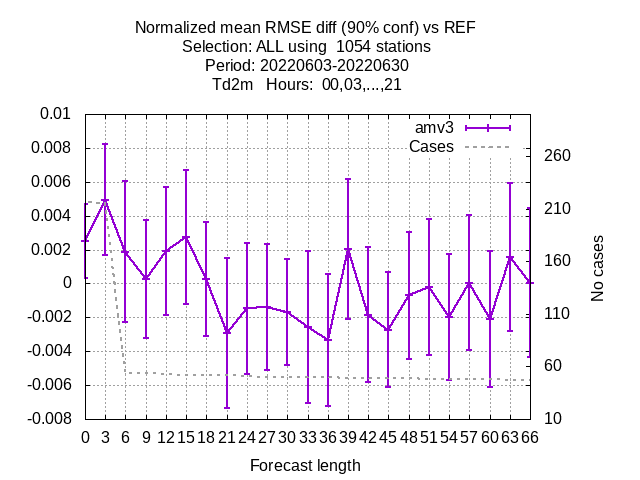 Normalized mean RMSE diff (90% conf) vs REF
Selection: ALL using  1054 stations
Period: 20220603-20220630
Td2m   Hours:  00,03,...,21
amv3
Cases
0.01
0.008
0.006
0.004
0.002
0
-0.002
-0.004
-0.006
-0.008
260
210
160
110
60
10
No cases
0 3 6 9 12 15 18 21 24 27 30 33 36 39 42 45 48 51 54 57 60 63 66
Forecast length